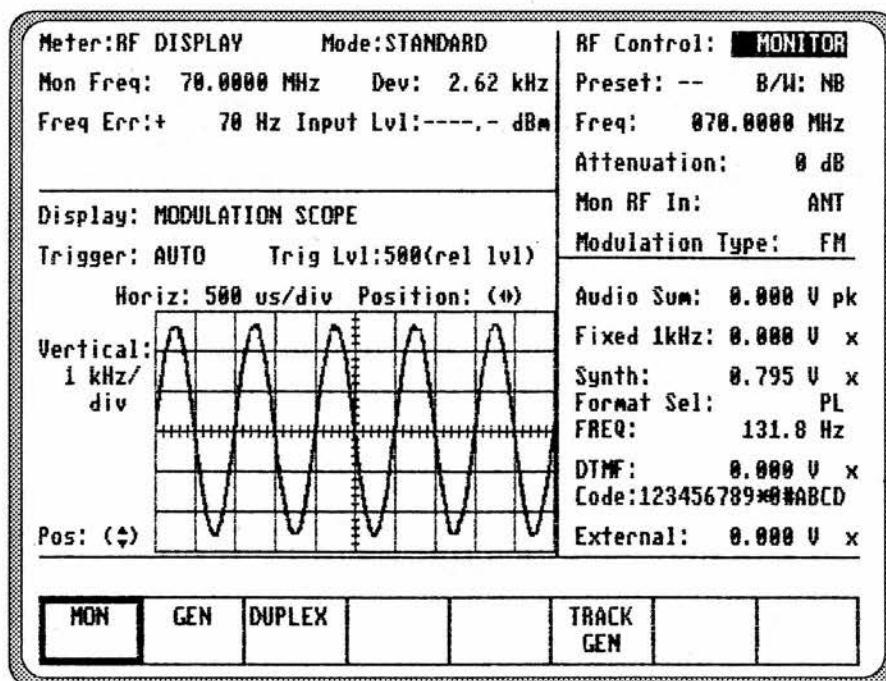 Meter:RF DISPLAY Mode:STANDARD
Mon Freq: 70.0000 MHz Dev: 2.62 kHz
Freq Err:+ 70 Hz Input Lvl:----.- dBm
Display: MODULATION SCOPE
Trigger: AUTO Trig Lvl:500(rel lvl)
Horiz: 500 us/div Position: (↔)
Vertical:
1 kHz/
div
Pos: (↕)
RF Control: MONITOR
Preset: -- B/W: NB
Freq: 070.0000 MHz
Attenuation: 0 dB
Mon RF In: ANT
Modulation Type: FM
Audio Sum: 0.000 V pk
Fixed 1kHz: 0.000 V x
Synth: 0.795 V x
Format Sel: PL
FREQ: 131.8 Hz
DTMF: 0.000 V x
Code:123456789*0#ABCD
External: 0.000 V x
MON GEN DUPLEX TRACK
GEN